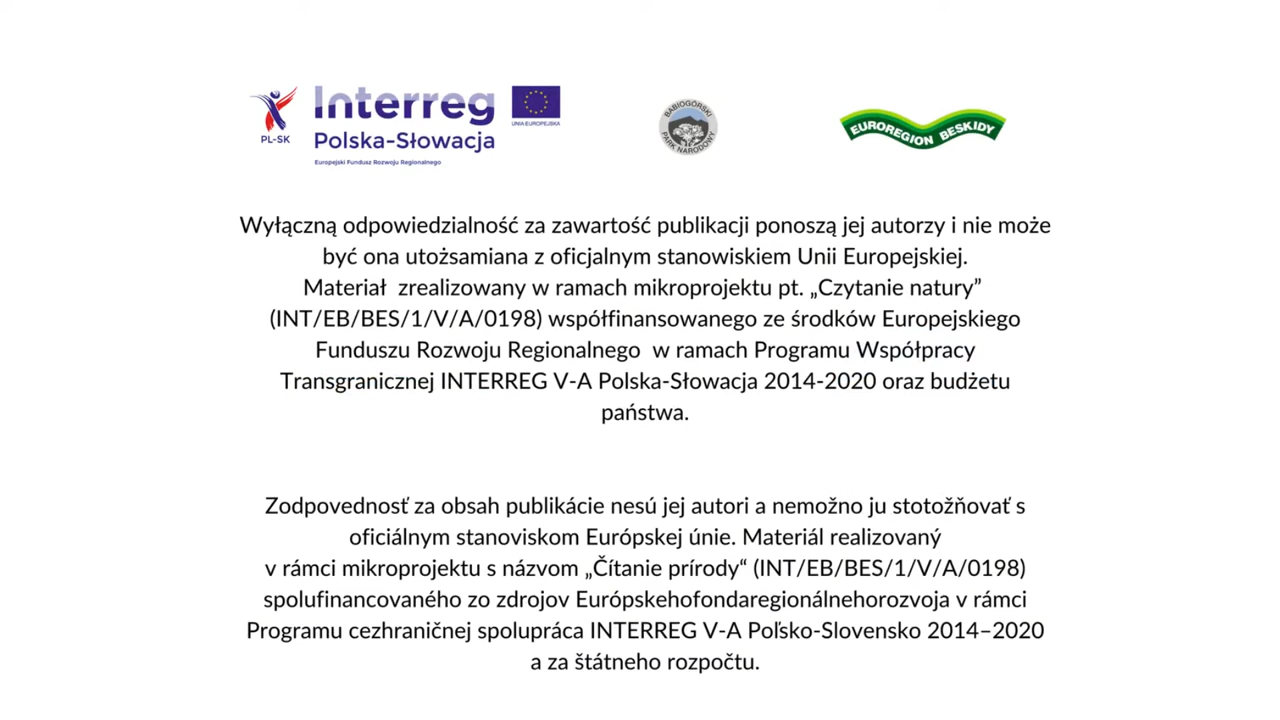 PL-SK
Interreg
Polska-Słowacja
Europejski Fundusz Rozwoju Regionalnego
UNIA EUROPEJSKA
BABIOGÓRSKI
PARK NARODOWY
EUROREGION BESKIDY
Wyłączną odpowiedzialność za zawartość publikacji ponoszą jej autorzy i nie może
być ona utożsamiana z oficjalnym stanowiskiem Unii Europejskiej.
Materiał  zrealizowany w ramach mikroprojektu pt. „Czytanie natury”
(INT/EB/BES/1/V/A/0198) współfinansowanego ze środków Europejskiego
Funduszu Rozwoju Regionalnego  w ramach Programu Współpracy
Transgranicznej INTERREG V-A Polska-Słowacja 2014-2020 oraz budżetu
państwa.
Zodpovednosť za obsah publikácie nesú jej autori a nemožno ju stotožňovať s
oficiálnym stanoviskom Európskej únie. Materiál realizovaný
v rámci mikroprojektu s názvom „Čítanie prírody“ (INT/EB/BES/1/V/A/0198)
spolufinancovaného zo zdrojov Európskehofondaregionálnehorozvoja v rámci
Programu cezhraničnej spolupráca INTERREG V-A Poľsko-Slovensko 2014–2020
a za štátneho rozpočtu.